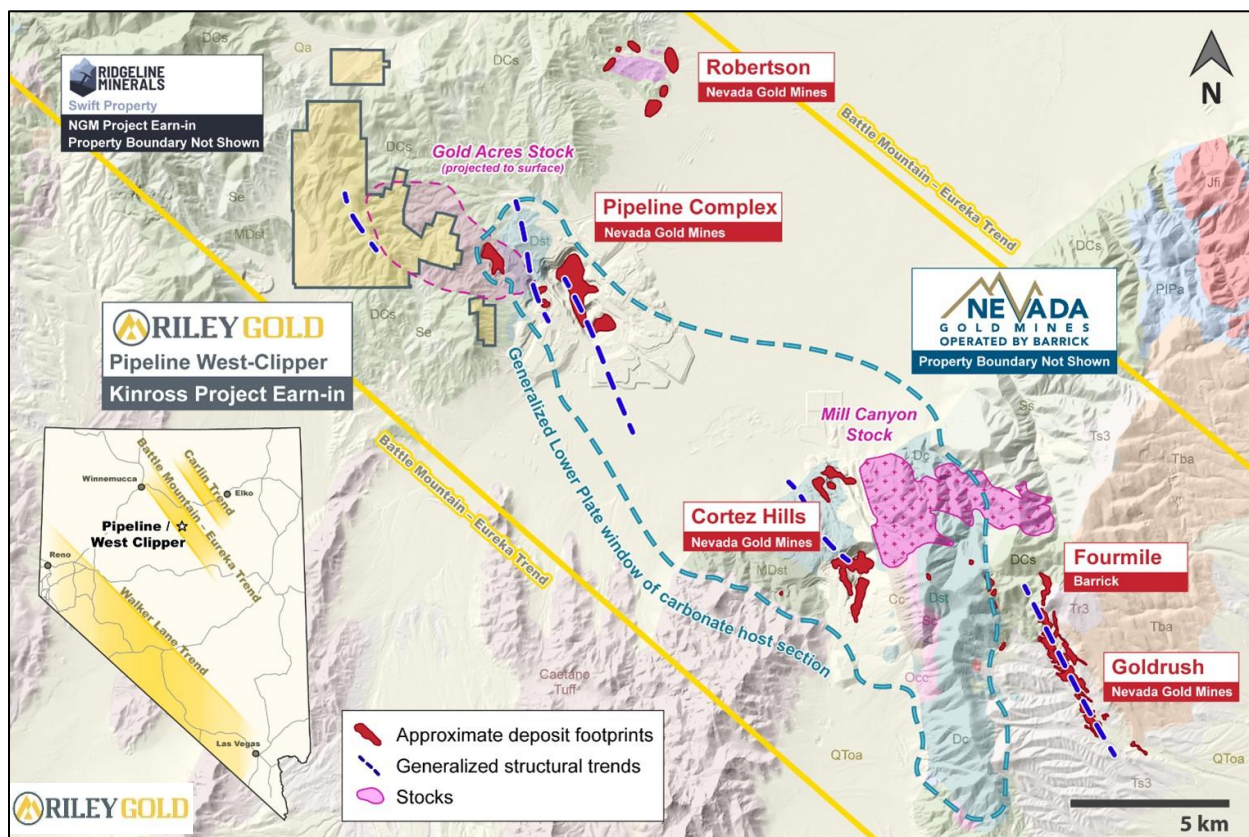 RIDGELINE
MINERALS
Swift Property
NGM Project Earn-in
Property Boundary Not Shown
DCs
Qa
DCs
DCs
Se
MDst
DCs
Se
Gold Acres Stock
(projected to surface)
Dst
Robertson
Nevada Gold Mines
Pipeline Complex
Nevada Gold Mines
Battle Mountain – Eureka Trend
N
Jfi
DCs
PIPa
NEVADA
GOLD MINES
OPERATED BY BARRICK
Property Boundary Not Shown
RILEY GOLD
Pipeline West-Clipper
Kinross Project Earn-in
Generalized Lower Plate window of carbonate host section
Battle Mountain – Eureka Trend
Mill Canyon
Stock
Dc
Ss
Ts3
Tba
Cortez Hills
Nevada Gold Mines
MDst
DCs
Cc
Dst
Sc
Occ
Dc
Fourmile
Barrick
Tr3
Tba
Goldrush
Nevada Gold Mines
Caetano
Tuff
QToa
QToa
Ts3
Winnemucca
Elko
Carlin Trend
Battle Mountain – Eureka Trend
Pipeline /
West Clipper
Reno
Walker Lane Trend
Las Vegas
Approximate deposit footprints
Generalized structural trends
Stocks
RILEY GOLD
5 km